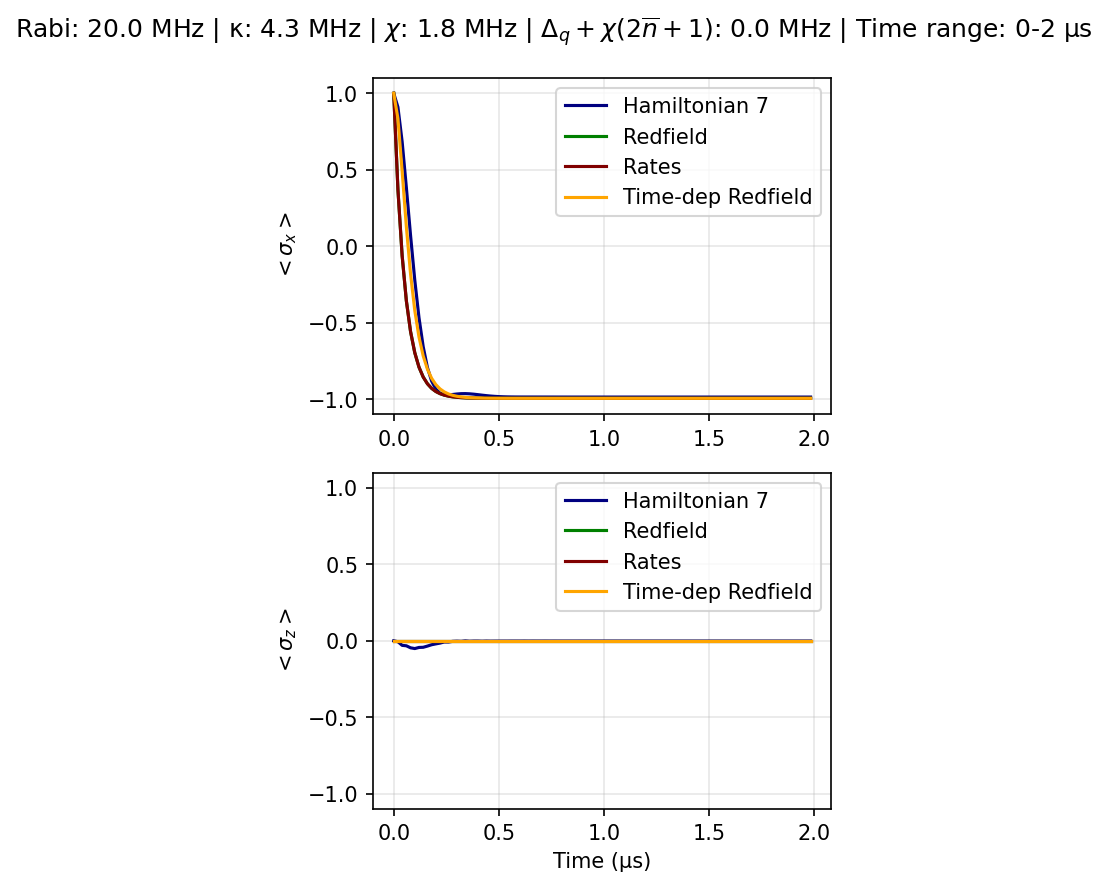 Rabi: 20.0 MHz | κ: 4.3 MHz | χ: 1.8 MHz | Δq + χ(2n̅ + 1): 0.0 MHz | Time range: 0-2 µs
1.0
0.5
0.0
−0.5
−1.0
<σx>
Hamiltonian 7
Redfield
Rates
Time-dep Redfield
0.0 0.5 1.0 1.5 2.0
1.0
0.5
0.0
−0.5
−1.0
<σz>
Hamiltonian 7
Redfield
Rates
Time-dep Redfield
0.0 0.5 1.0 1.5 2.0
Time (µs)